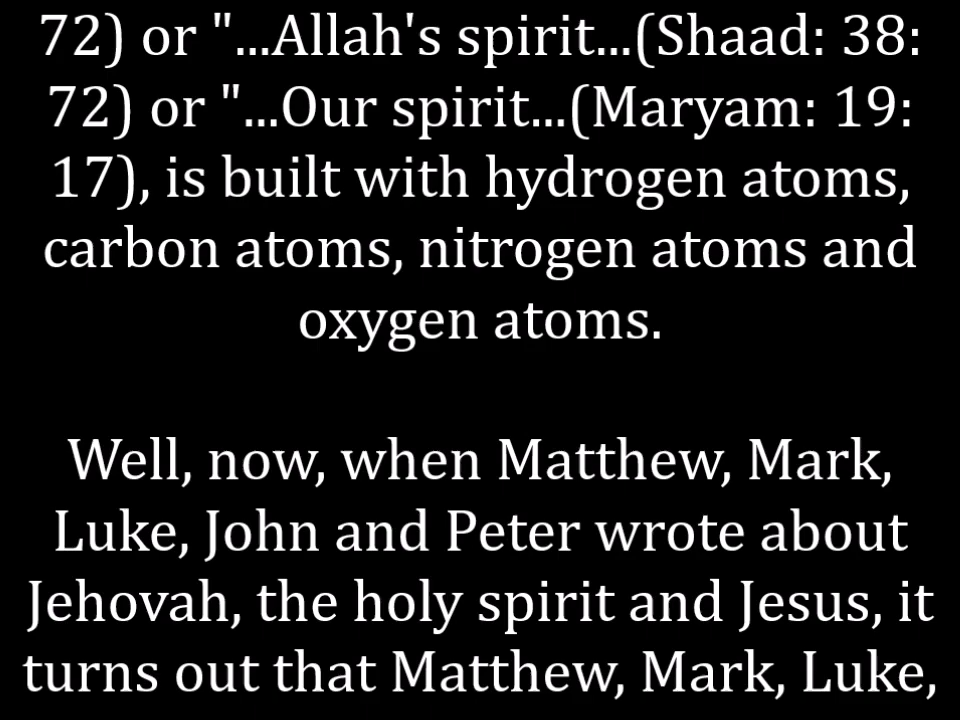 72) or "...Allah's spirit...(Shaad: 38:
72) or "...Our spirit...(Maryam: 19:
17), is built with hydrogen atoms,
carbon atoms, nitrogen atoms and
oxygen atoms.
Well, now, when Matthew, Mark,
Luke, John and Peter wrote about
Jehovah, the holy spirit and Jesus, it
turns out that Matthew, Mark, Luke,